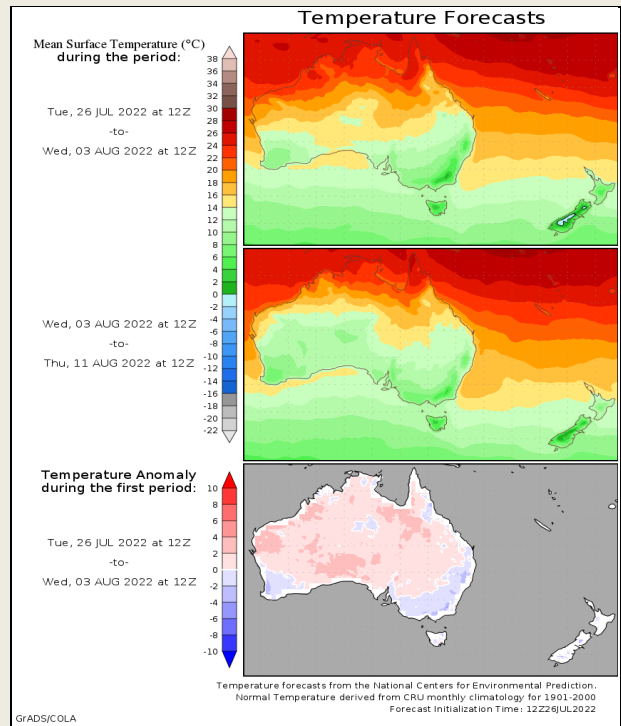 Temperature Forecasts
Mean Surface Temperature (°C)
during the period:
38
36
34
32
30
28
26
24
22
20
18
16
14
12
10
8
6
4
2
0
-2
-4
-6
-8
-10
-12
-14
-16
-18
-20
-22
Tue, 26 JUL 2022 at 12Z
-to-
Wed, 03 AUG 2022 at 12Z
Wed, 03 AUG 2022 at 12Z
-to-
Thu, 11 AUG 2022 at 12Z
Temperature Anomaly
during the first period:
10
8
6
4
2
0
-2
-4
-6
-8
-10
Tue, 26 JUL 2022 at 12Z
-to-
Wed, 03 AUG 2022 at 12Z
Temperature forecasts from the National Centers for Environmental Prediction.
Normal Temperature derived from CRU monthly climatology for 1901-2000
Forecast Initialization Time: 12Z26JUL2022
GrADS/COLA